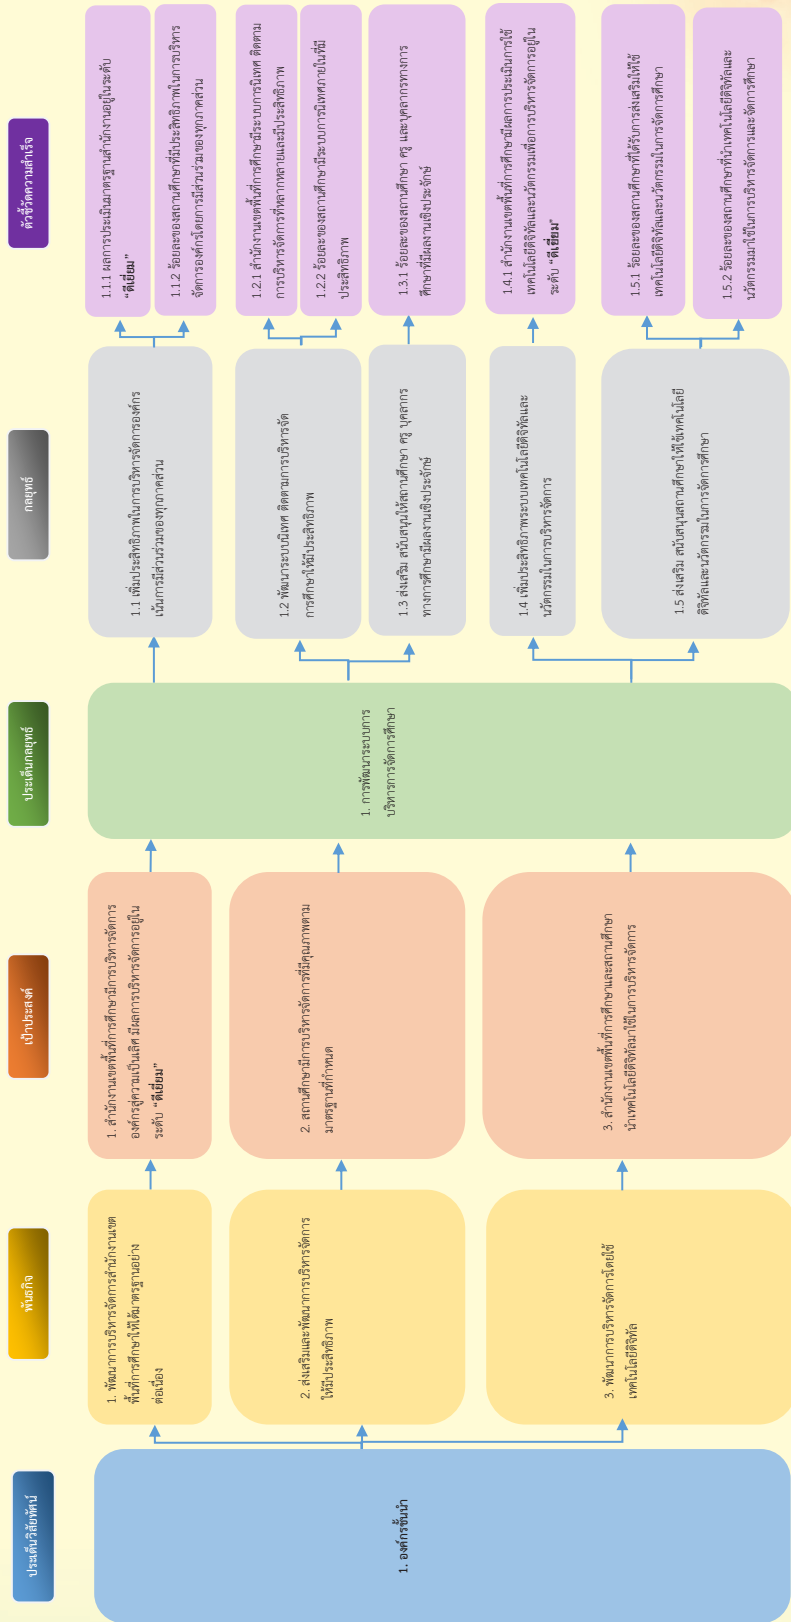 ประเด็นวิสัยทัศน์
พันธกิจ
เป้าประสงค์
ประเด็นกลยุทธ์
กลยุทธ์
ตัวชี้วัดความสำเร็จ
1. องค์กรชั้นนำ
1. พัฒนาการบริหารจัดการสำนักงานเขต
พื้นที่การศึกษาให้ได้มาตรฐานอย่าง
ต่อเนื่อง
2. ส่งเสริมและพัฒนาการบริหารจัดการ
ให้มีประสิทธิภาพ
3. พัฒนาการบริหารจัดการโดยใช้
เทคโนโลยีดิจิทัล
1. สำนักงานเขตพื้นที่การศึกษามีการบริหารจัดการ
องค์กรสู่ความเป็นเลิศ มีผลการบริหารจัดการอยู่ใน
ระดับ “ดีเยี่ยม”
2. สถานศึกษามีการบริหารจัดการที่มีคุณภาพตาม
มาตรฐานที่กำหนด
3. สำนักงานเขตพื้นที่การศึกษาและสถานศึกษา
นำเทคโนโลยีดิจิทัลมาใช้ในการบริหารจัดการ
1. การพัฒนาระบบการ
บริหารการจัดการศึกษา
1.1 เพิ่มประสิทธิภาพในการบริหารจัดการองค์กร
เน้นการมีส่วนร่วมของทุกภาคส่วน
1.2 พัฒนาระบบนิเทศ ติดตามการบริหารจัด
การศึกษาให้มีประสิทธิภาพ
1.3 ส่งเสริม สนับสนุนให้สถานศึกษา ครู บุคลากร
ทางการศึกษามีผลงานเชิงประจักษ์
1.4 เพิ่มประสิทธิภาพระบบเทคโนโลยีดิจิทัลและ
นวัตกรรมในการบริหารจัดการ
1.5 ส่งเสริม สนับสนุนสถานศึกษาให้ใช้เทคโนโลยี
ดิจิทัลและนวัตกรรมในการจัดการศึกษา
1.1.1 ผลการประเมินมาตรฐานสำนักงานอยู่ในระดับ
“ดีเยี่ยม”
1.1.2 ร้อยละของสถานศึกษาที่มีประสิทธิภาพในการบริหาร
จัดการองค์กรโดยการมีส่วนร่วมของทุกภาคส่วน
1.2.1 สำนักงานเขตพื้นที่การศึกษามีระบบการนิเทศ ติดตาม
การบริหารจัดการที่หลากหลายและมีประสิทธิภาพ
1.2.2 ร้อยละของสถานศึกษามีระบบการนิเทศภายในที่มี
ประสิทธิภาพ
1.3.1 ร้อยละของสถานศึกษา ครู และบุคลากรทางการ
ศึกษาที่มีผลงานเชิงประจักษ์
1.4.1 สำนักงานเขตพื้นที่การศึกษามีผลการประเมินการใช้
เทคโนโลยีดิจิทัลและนวัตกรรมเพื่อการบริหารจัดการอยู่ใน
ระดับ “ดีเยี่ยม”
1.5.1 ร้อยละของสถานศึกษาที่ได้รับการส่งเสริมให้ใช้
เทคโนโลยีดิจิทัลและนวัตกรรมในการจัดการศึกษา
1.5.2 ร้อยละของสถานศึกษาที่นำเทคโนโลยีดิจิทัลและ
นวัตกรรมมาใช้ในการบริหารจัดการและจัดการศึกษา